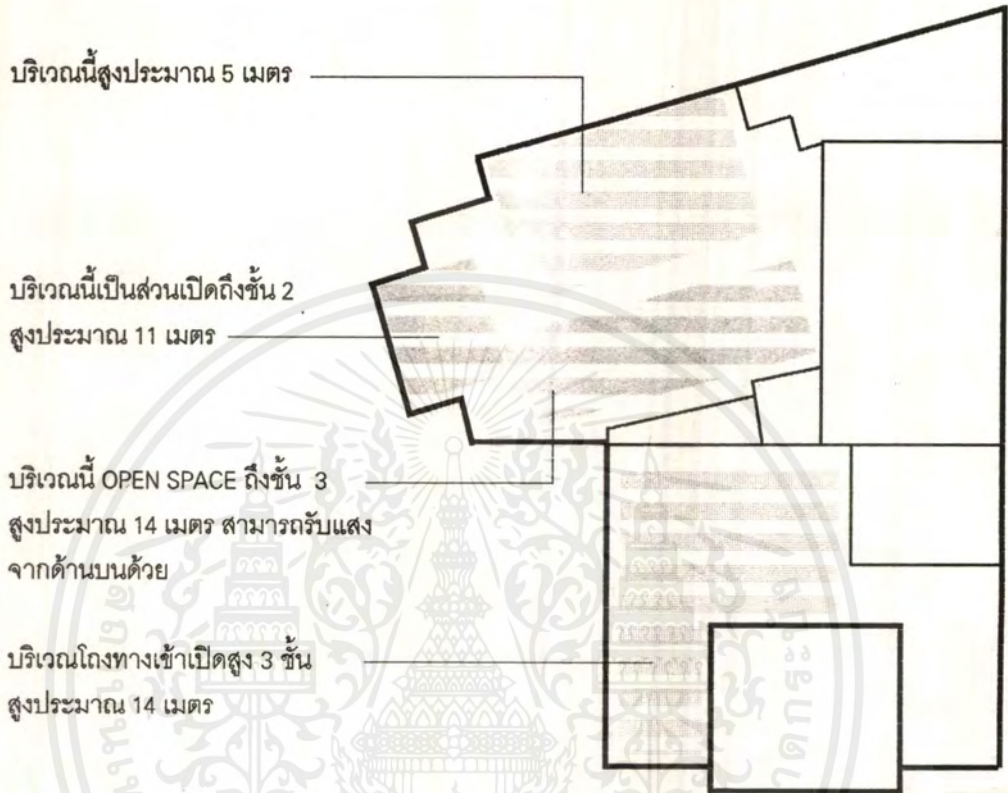 บริเวณนี้สูงประมาณ 5 เมตร
บริเวณนี้เป็นส่วนเปิดถึงชั้น 2
สูงประมาณ 11 เมตร
บริเวณนี้ OPEN SPACE ถึงชั้น 3
สูงประมาณ 14 เมตร สามารถรับแสง
จากด้านบนด้วย
บริเวณโถงทางเข้าเปิดสูง 3 ชั้น
สูงประมาณ 14 เมตร